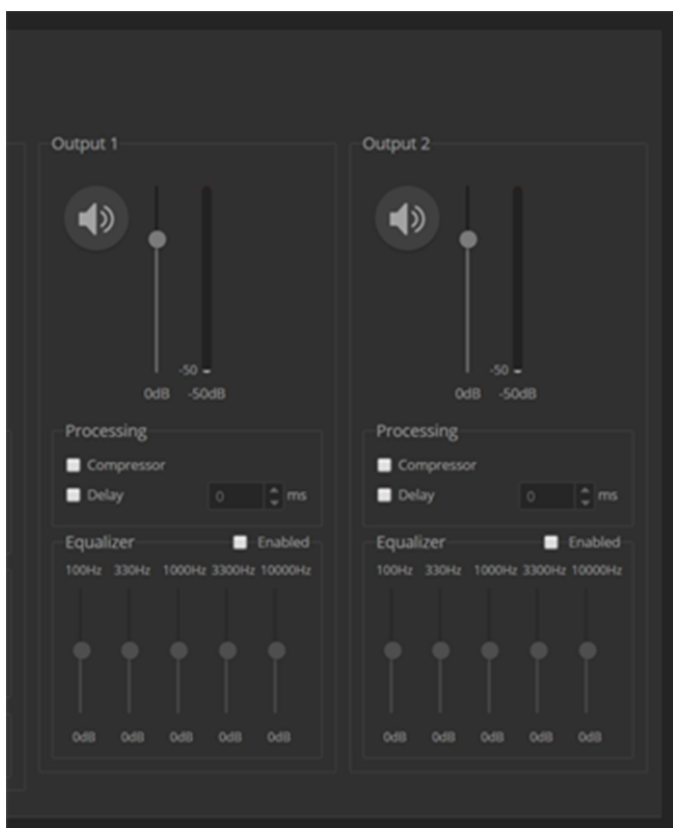 Output 1
-50
0dB -50dB
Processing
Compressor
Delay 0 ms
Equalizer Enabled
100Hz 330Hz 1000Hz 3300Hz 10000Hz
0dB 0dB 0dB 0dB 0dB
Output 2
-50
0dB -50dB
Processing
Compressor
Delay 0 ms
Equalizer Enabled
100Hz 330Hz 1000Hz 3300Hz 10000Hz
0dB 0dB 0dB 0dB 0dB